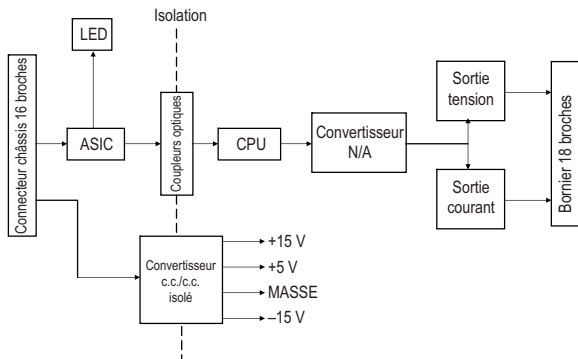 Isolation
LED
Connecteur châssis 16 broches
ASIC
Coupleurs optiques
CPU
Convertisseur
N/A
Sortie
tension
Sortie
courant
Bornier 18 broches
Convertisseur
c.c./c.c.
isolé
+15 V
+5 V
MASSE
–15 V